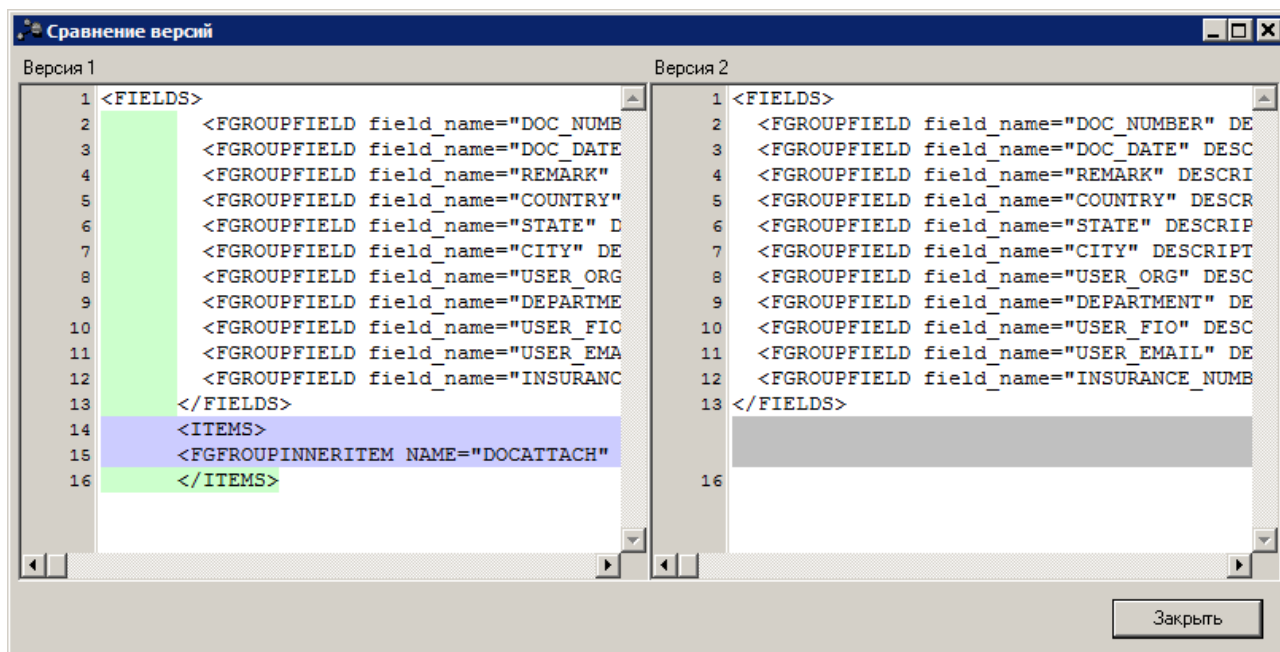 Сравнение версий
Версия 1
1 <FIELDS>
2 <FGROUPFIELD field_name="DOC_NUMB
3 <FGROUPFIELD field_name="DOC_DATE
4 <FGROUPFIELD field_name="REMARK"
5 <FGROUPFIELD field_name="COUNTRY"
6 <FGROUPFIELD field_name="STATE" D
7 <FGROUPFIELD field_name="CITY" DE
8 <FGROUPFIELD field_name="USER_ORG
9 <FGROUPFIELD field_name="DEPARTME
10 <FGROUPFIELD field_name="USER_FIO
11 <FGROUPFIELD field_name="USER_EMA
12 <FGROUPFIELD field_name="INSURANC
13 </FIELDS>
14 <ITEMS>
15 <FGFROUPINNERITEM NAME="DOCATTACH"
16 </ITEMS>
Версия 2
1 <FIELDS>
2 <FGROUPFIELD field_name="DOC_NUMBER" DE
3 <FGROUPFIELD field_name="DOC_DATE" DESC
4 <FGROUPFIELD field_name="REMARK" DESCRI
5 <FGROUPFIELD field_name="COUNTRY" DESCR
6 <FGROUPFIELD field_name="STATE" DESCRIP
7 <FGROUPFIELD field_name="CITY" DESCRIPT
8 <FGROUPFIELD field_name="USER_ORG" DESC
9 <FGROUPFIELD field_name="DEPARTMENT" DE
10 <FGROUPFIELD field_name="USER_FIO" DESC
11 <FGROUPFIELD field_name="USER_EMAIL" DE
12 <FGROUPFIELD field_name="INSURANCE_NUMB
13 </FIELDS>
16
Закрыть